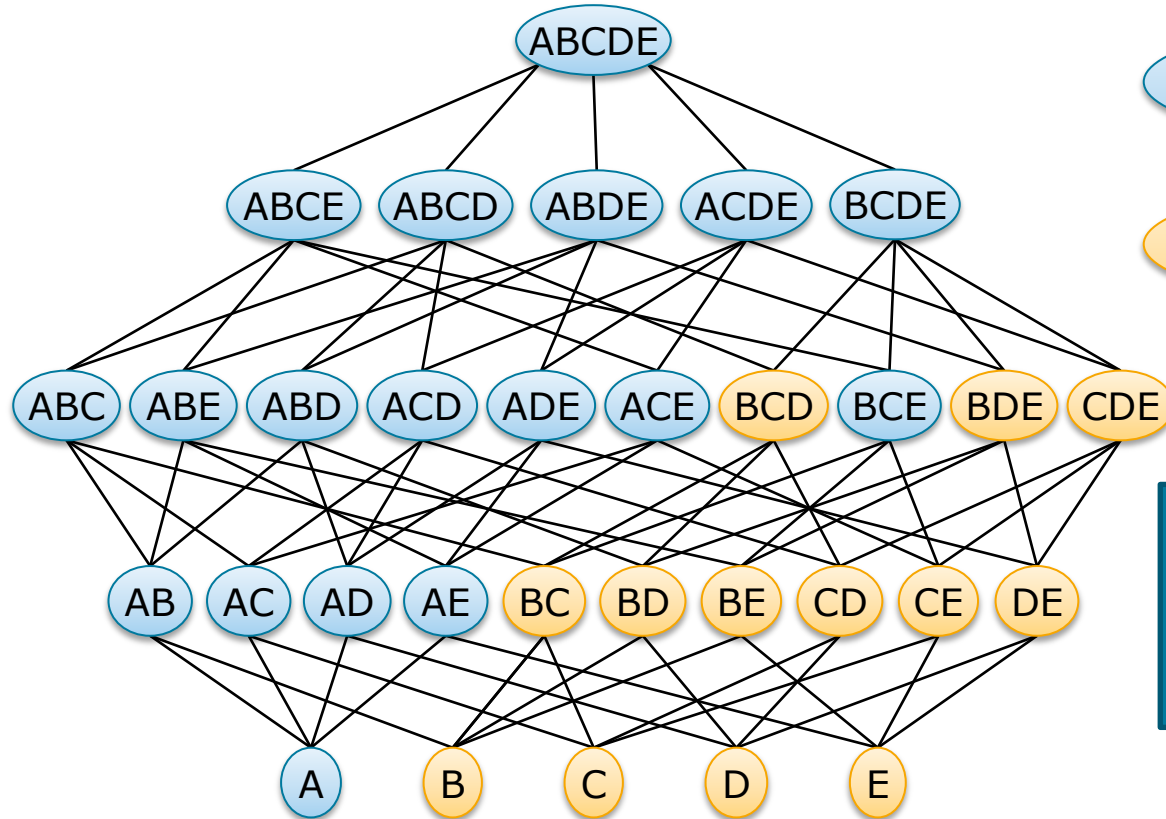 ABCDE
ABCE ABCD ABDE ACDE BCDE
ABC ABE ABD ACD ADE ACE BCD BCE BDE CDE
AB AC AD AE BC BD BE CD CE DE
A B C D E